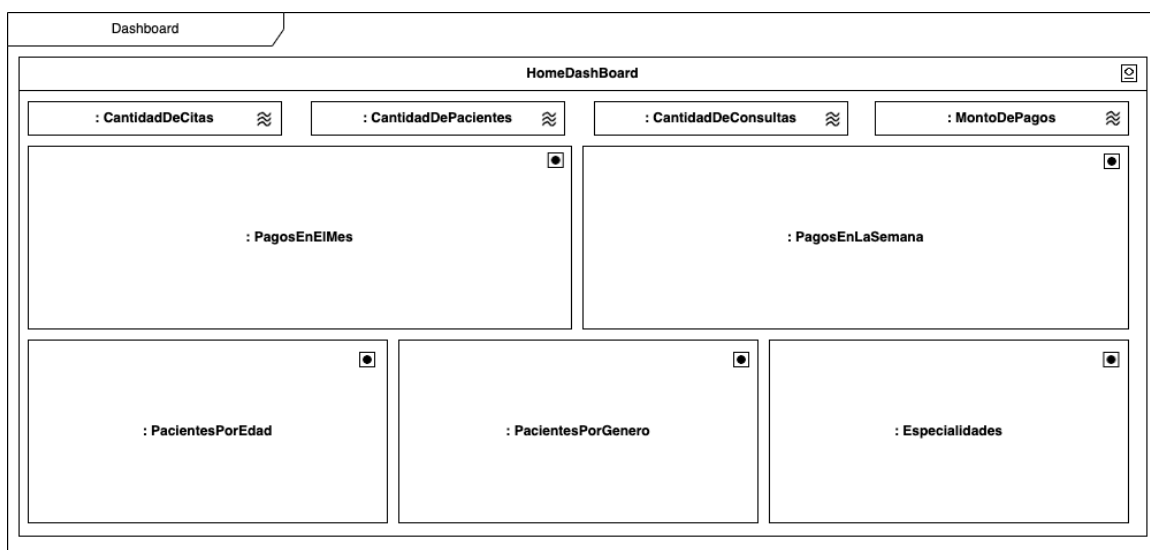 Dashboard
HomeDashBoard
: CantidadDeCitas
: CantidadDePacientes
: CantidadDeConsultas
: MontoDePagos
: PagosEnElMes
: PagosEnLaSemana
: PacientesPorEdad
: PacientesPorGenero
: Especialidades